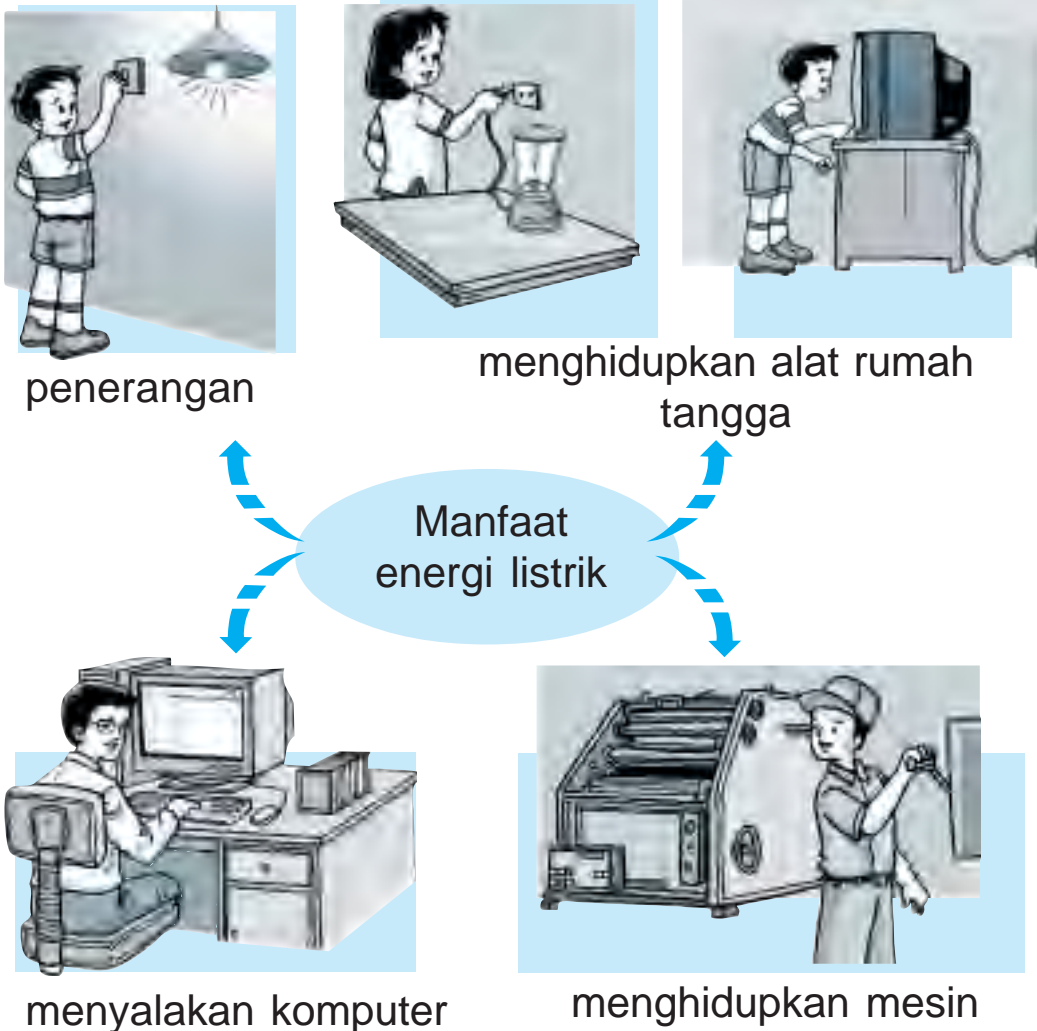 penerangan
menghidupkan alat rumah
tangga
Manfaat
energi listrik
menyalakan komputer
menghidupkan mesin